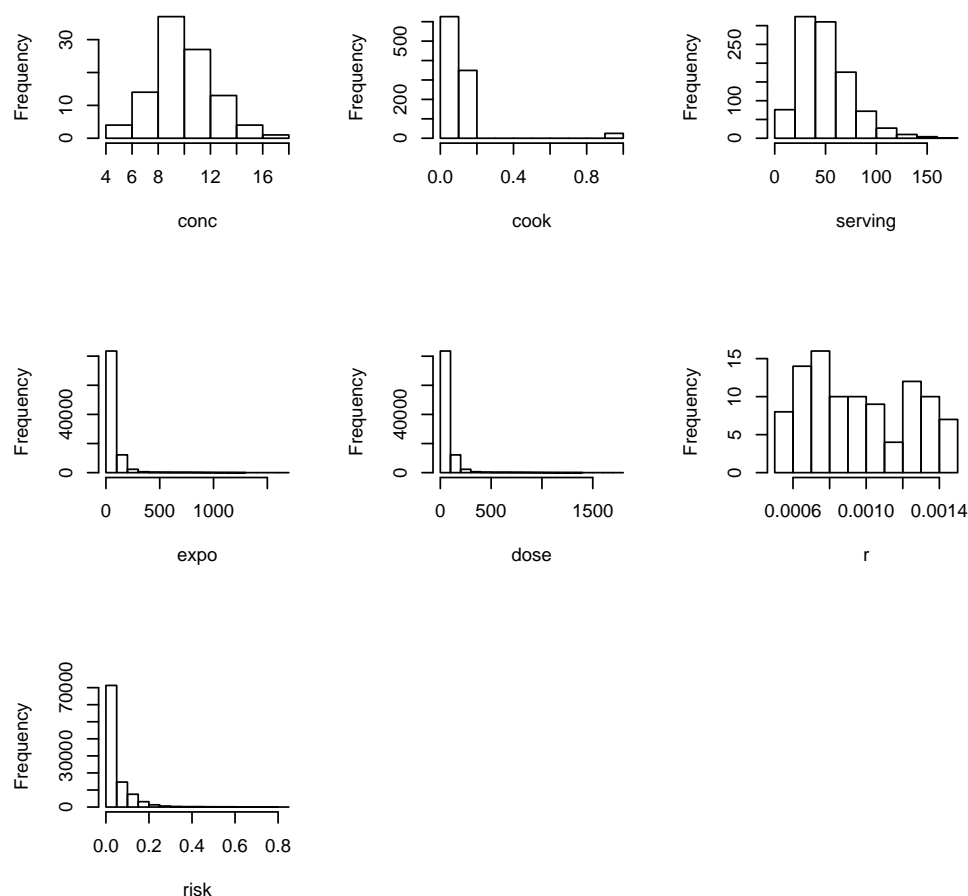 Frequency
0 10 30
4 6 8 12 16
conc
Frequency
0 200 500
0.0 0.4 0.8
cook
Frequency
0 100 250
0 50 100 150
serving
Frequency
0 40000
0 500 1000
expo
Frequency
0 40000
0 500 1500
dose
Frequency
0 5 10 15
0.0006 0.0010 0.0014
r
Frequency
0 30000 70000
0.0 0.2 0.4 0.6 0.8
risk